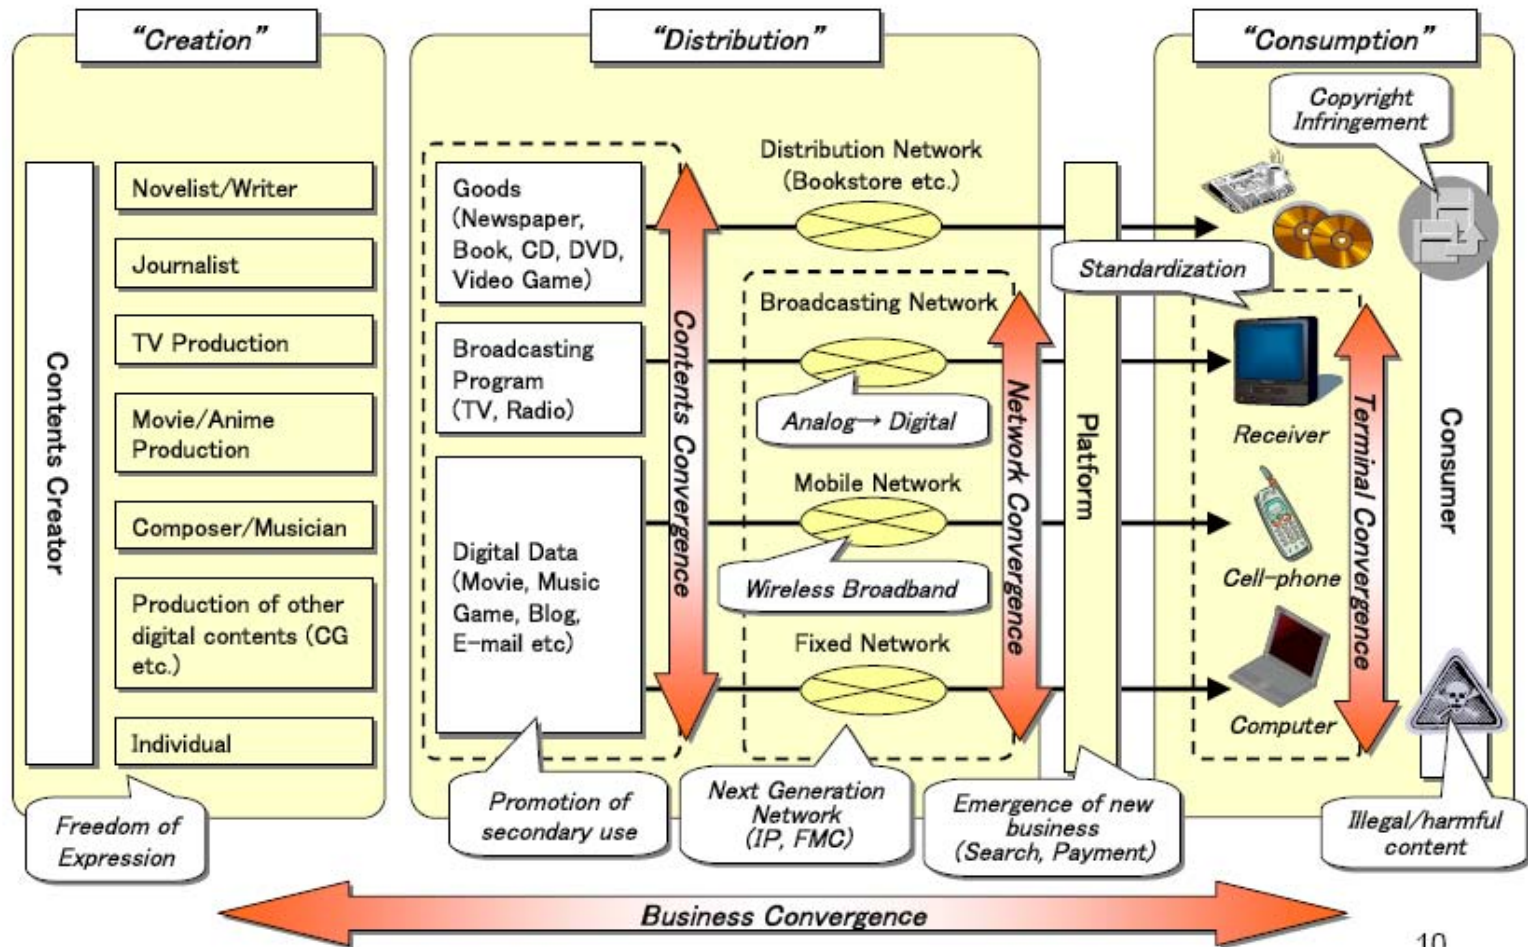 “Creation”
“Distribution”
“Consumption”
Contents Creator
Novelist/Writer
Journalist
TV Production
Movie/Anime
Production
Composer/Musician
Production of other
digital contents (CG
etc.)
Individual
Freedom of
Expression
Goods
(Newspaper,
Book, CD, DVD,
Video Game)
Broadcasting
Program
(TV, Radio)
Digital Data
(Movie, Music
Game, Blog,
E-mail etc)
Promotion of
secondary use
Contents Convergence
Distribution Network
(Bookstore etc.)
Broadcasting Network
Analog→ Digital
Mobile Network
Wireless Broadband
Fixed Network
Next Generation
Network
(IP, FMC)
Network Convergence
Platform
Emergence of new
business
(Search, Payment)
Copyright
Infringement
Standardization
Receiver
Cell-phone
Computer
Terminal Convergence
Consumer
Illegal/harmful
content
Business Convergence
10